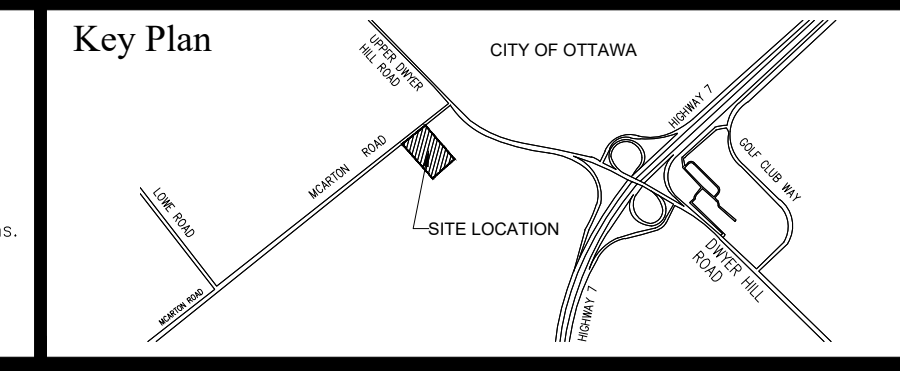 Key Plan
CITY OF OTTAWA
UPPER DWYER
HILL ROAD
HIGHWAY 7
GOLF CLUB WAY
MCARTON ROAD
LOWE ROAD
SITE LOCATION
MCARTON ROAD
DWYER HILL
ROAD
HIGHWAY 7
s.